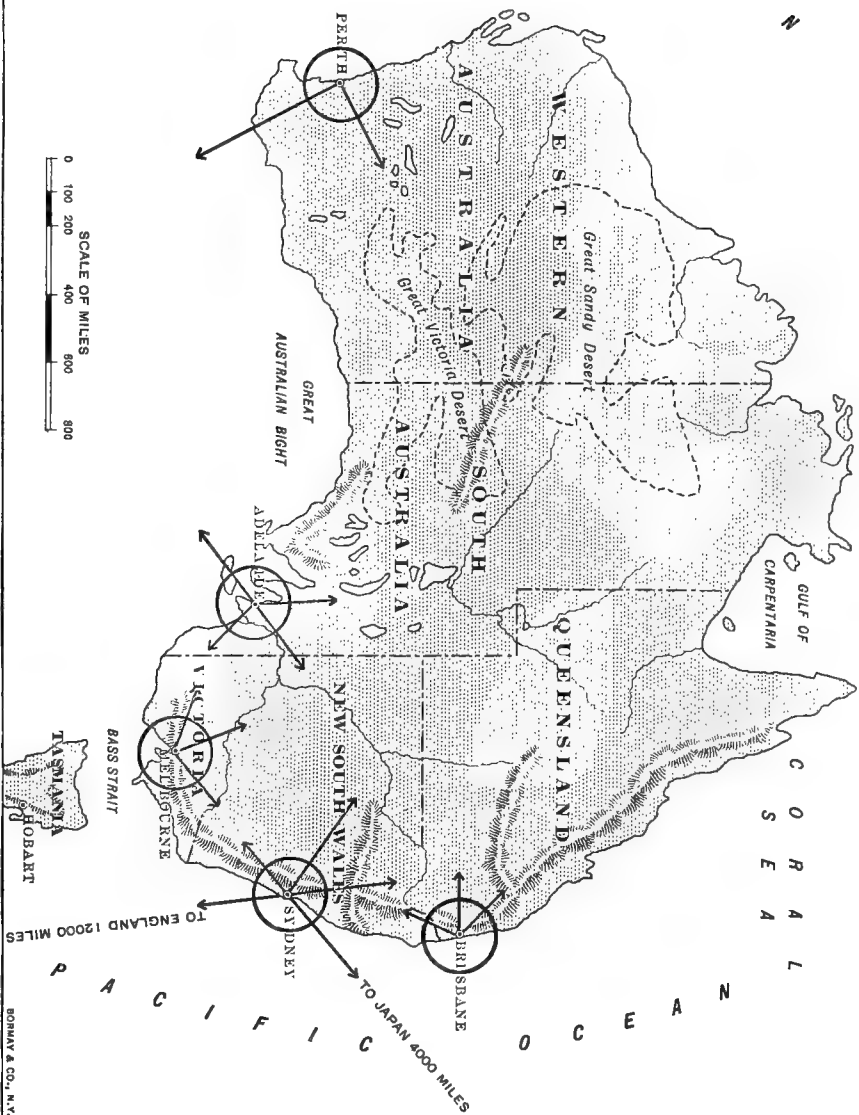 N
PERTH
WESTERN
AUSTRALIA
Great Sandy Desert
Great Victoria Desert
SOUTH
AUSTRALIA
GREAT
AUSTRALIAN BIGHT
GULF OF
CARPENTARIA
QUEENSLAND
CORAL
SEA
ADELAIDE
NEW SOUTH WALES
VICTORIA
MELBOURNE
BASS STRAIT
TASMANIA
HOBART
SYDNEY
BRISBANE
TO ENGLAND 12000 MILES
TO JAPAN 4000 MILES
PACIFIC OCEAN
SCALE OF MILES
0 100 200 400 600 800
BORMAY & CO., N.Y.